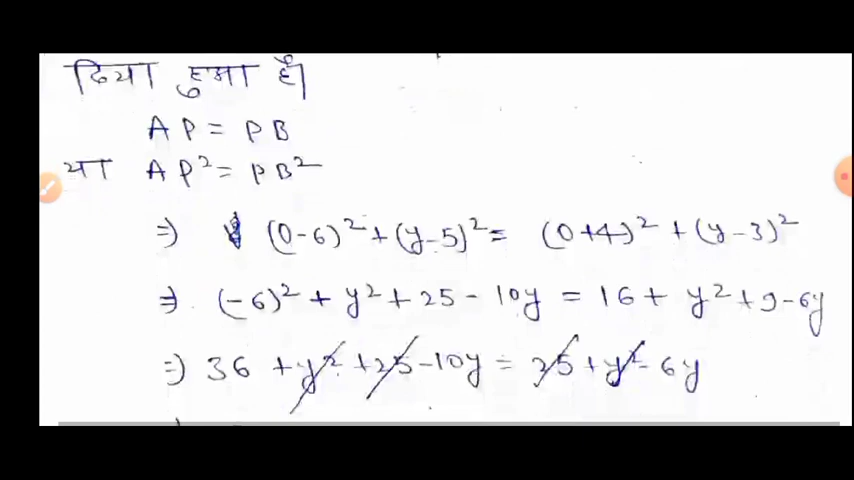 दिया हुआ है।
AP = PB
या AP² = PB²
⇒ (0-6)² + (y-5)² = (0+4)² + (y-3)²
⇒ (-6)² + y² + 25 - 10y = 16 + y² + 9 - 6y
⇒ 36 + y² + 25 - 10y = 25 + y² - 6y